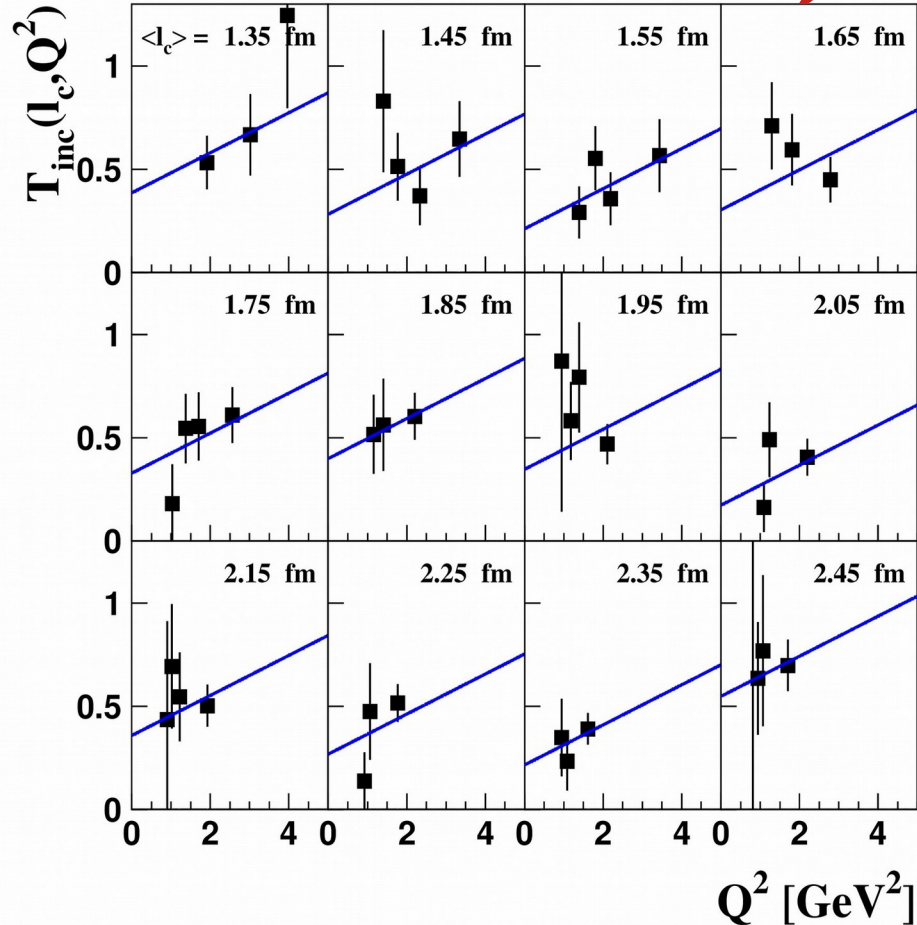 T_inc(l_c,Q^2)
<l_c> = 1.35 fm
1.45 fm
1.55 fm
1.65 fm
1
0.5
0
1.75 fm
1.85 fm
1.95 fm
2.05 fm
1
0.5
0
2.15 fm
2.25 fm
2.35 fm
2.45 fm
1
0.5
0
0 2 4 0 2 4 0 2 4 0 2 4
Q^2 [GeV^2]